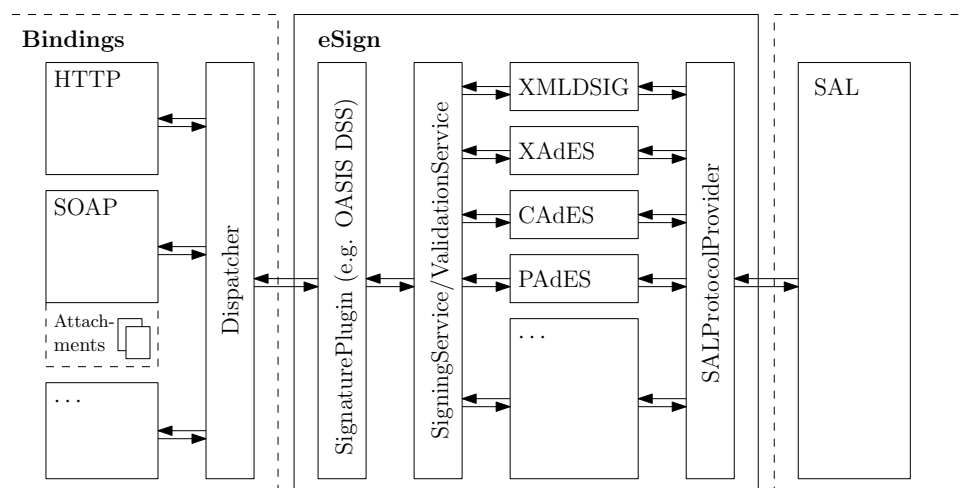 Bindings
HTTP
SOAP
Attach-
ments
...
Dispatcher
eSign
SignaturePlugin (e.g. OASIS DSS)
SigningService/ValidationService
XMLDSIG
XAdES
CAdES
PAdES
...
SALProtocolProvider
SAL